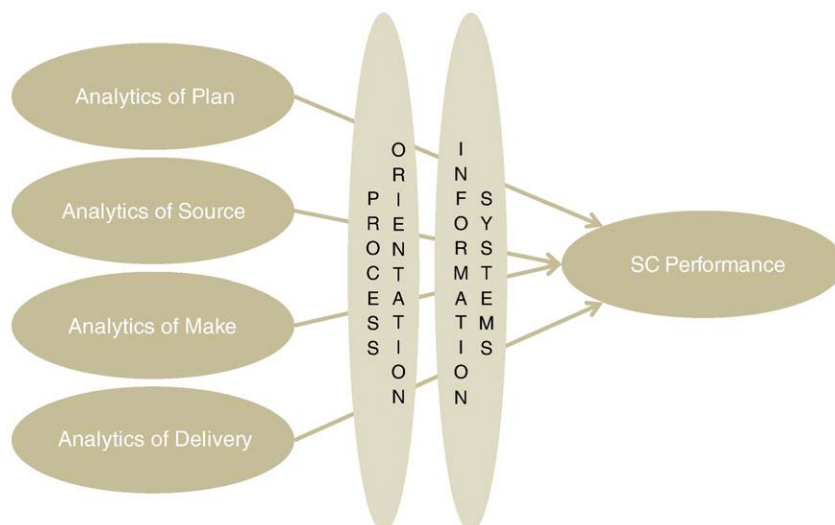 Analytics of Plan
Analytics of Source
Analytics of Make
Analytics of Delivery
PROCESS
ORIENTATION
INFORMATION
SYSTEMS
SC Performance